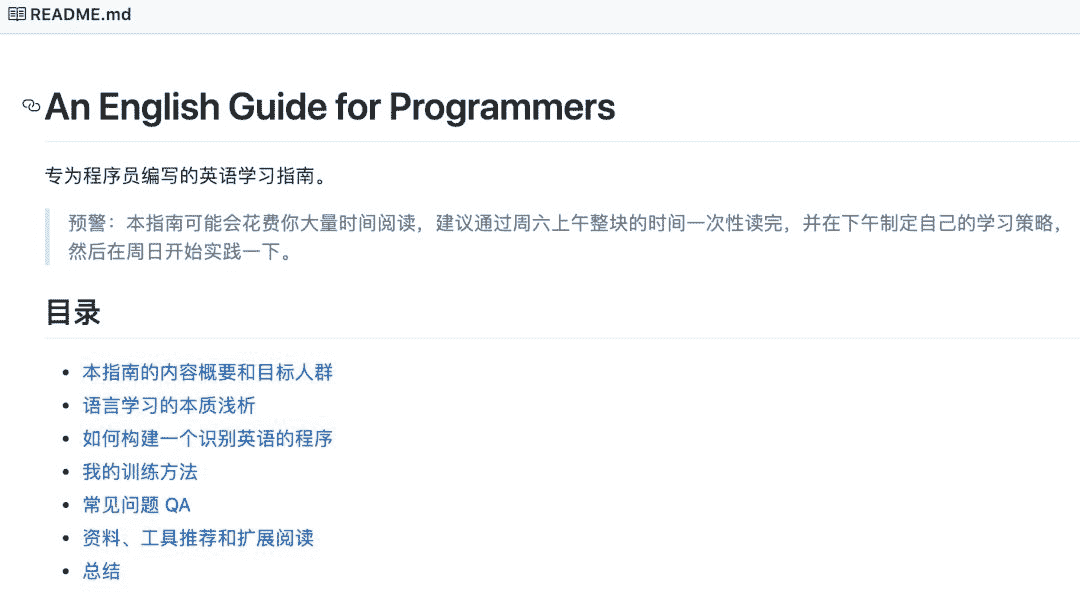 README.md
An English Guide for Programmers
专为程序员编写的英语学习指南。
预警：本指南可能会花费你大量时间阅读，建议通过周六上午整块的时间一次性读完，并在下午制定自己的学习策略，
然后在周日开始实践一下。
目录
本指南的内容概要和目标人群
语言学习的本质浅析
如何构建一个识别英语的程序
我的训练方法
常见问题 QA
资料、工具推荐和扩展阅读
总结